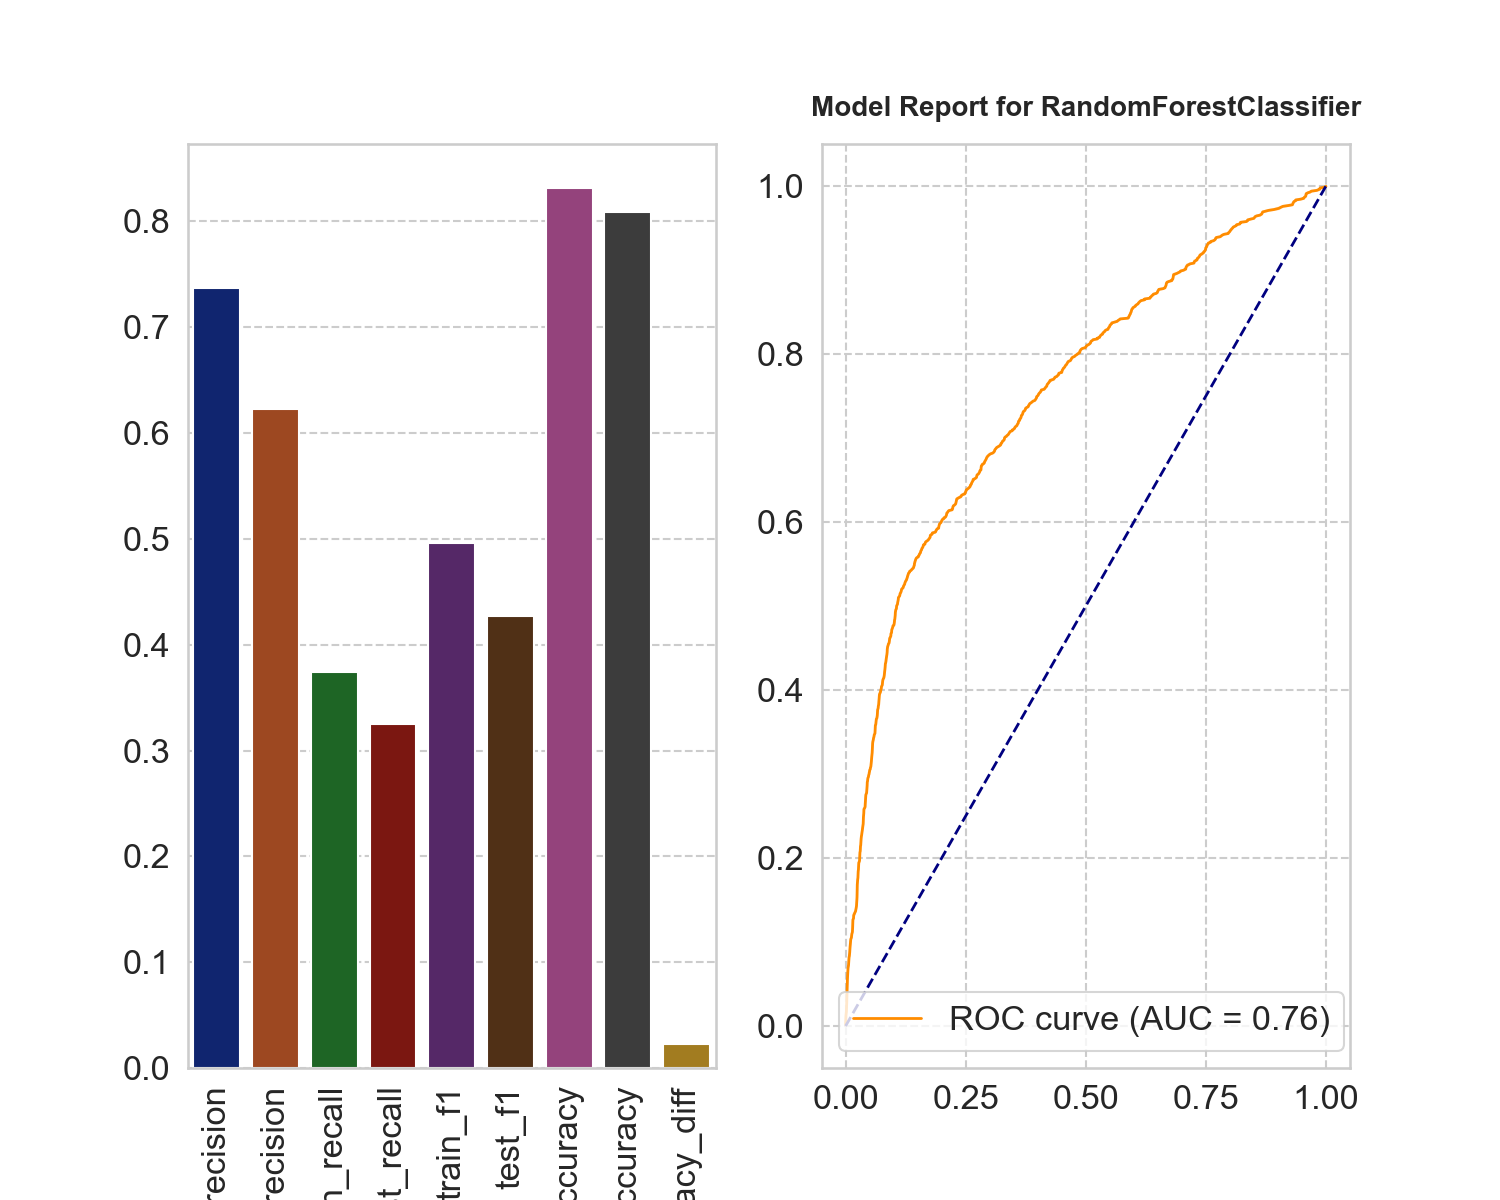 Model Report for RandomForestClassifier
0.8
0.7
0.6
0.5
0.4
0.3
0.2
0.1
0.0
recision
recision
n_recall
t_recall
train_f1
test_f1
ccuracy
ccuracy
acy_diff
1.0
0.8
0.6
0.4
0.2
0.0
ROC curve (AUC = 0.76)
0.00 0.25 0.50 0.75 1.00